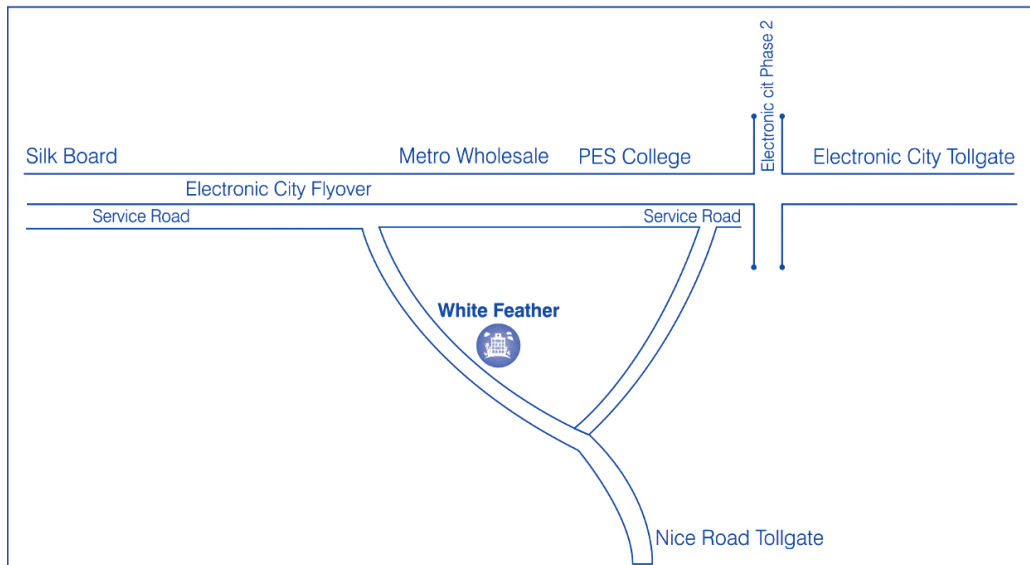 Electronic cit Phase 2
Silk Board
Metro Wholesale
PES College
Electronic City Tollgate
Electronic City Flyover
Service Road
Service Road
White Feather
Nice Road Tollgate